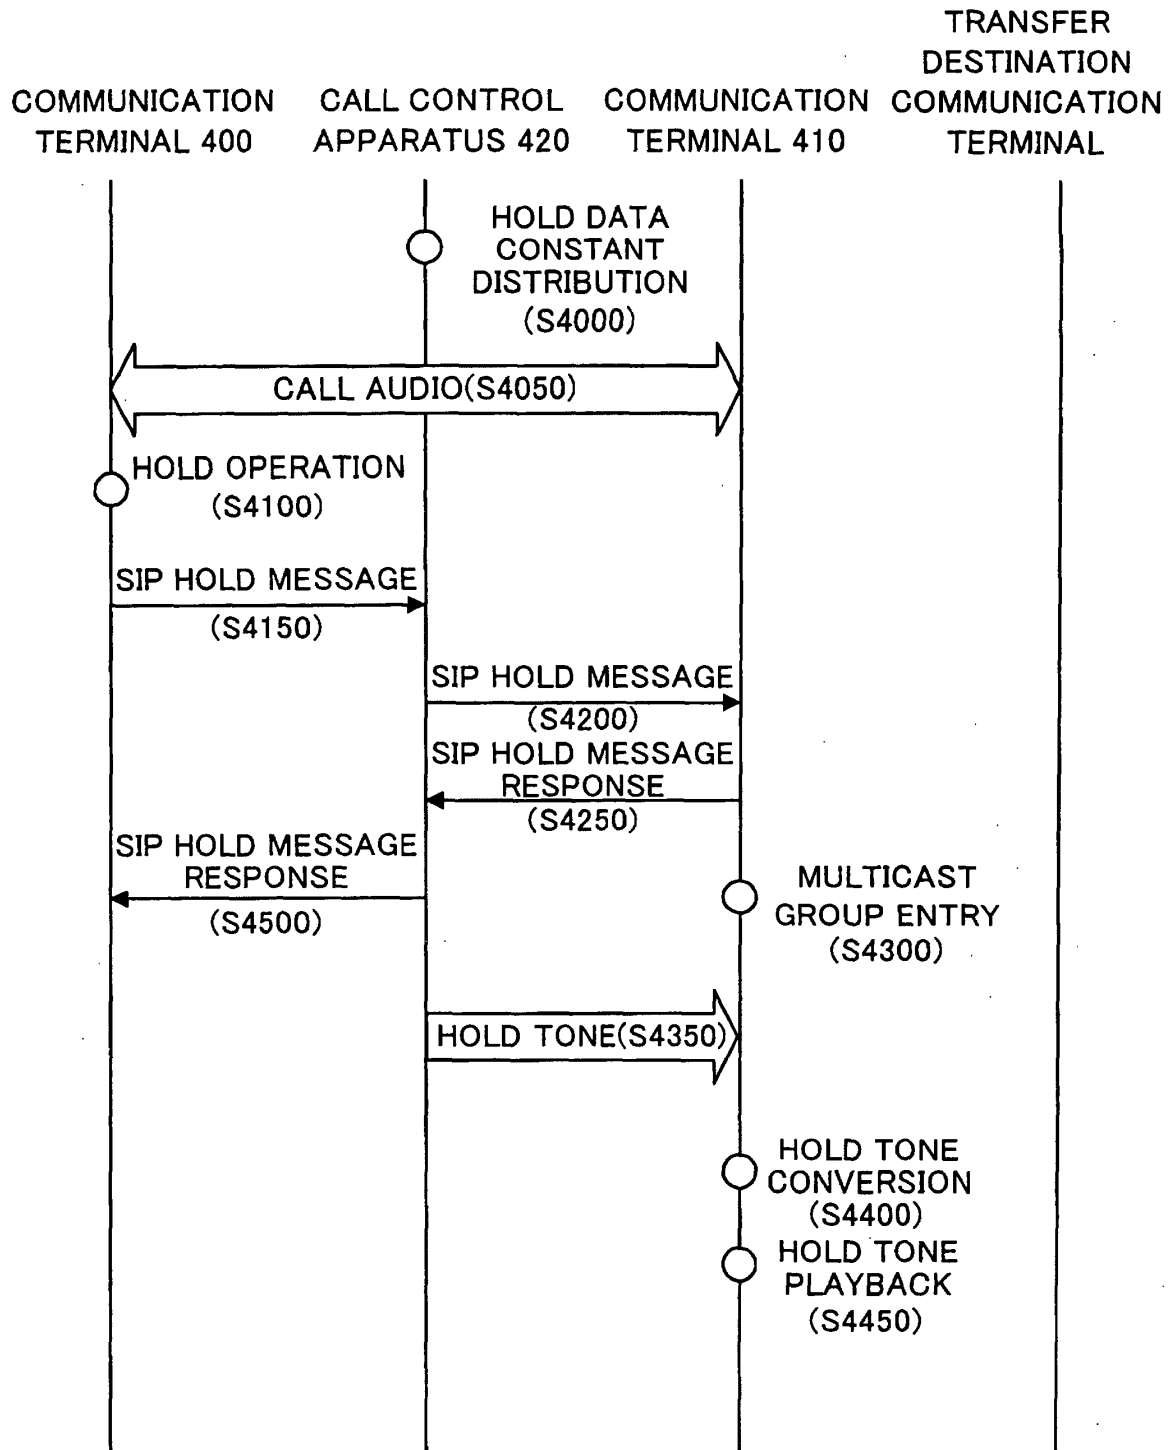 TRANSFER
DESTINATION
COMMUNICATION
TERMINAL
COMMUNICATION
TERMINAL 400
CALL CONTROL
APPARATUS 420
COMMUNICATION
TERMINAL 410
HOLD DATA
CONSTANT
DISTRIBUTION
(S4000)
CALL AUDIO(S4050)
HOLD OPERATION
(S4100)
SIP HOLD MESSAGE
(S4150)
SIP HOLD MESSAGE
(S4200)
SIP HOLD MESSAGE
RESPONSE
(S4250)
SIP HOLD MESSAGE
RESPONSE
(S4500)
MULTICAST
GROUP ENTRY
(S4300)
HOLD TONE(S4350)
HOLD TONE
CONVERSION
(S4400)
HOLD TONE
PLAYBACK
(S4450)